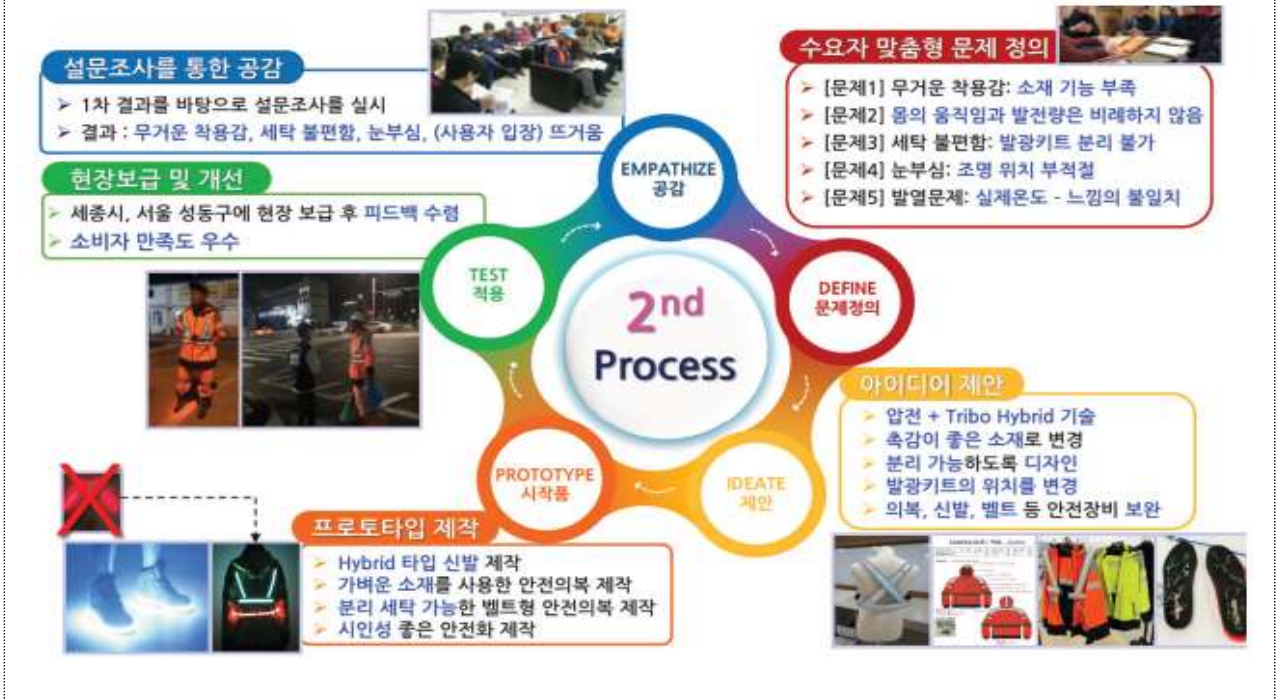 설문조사를 통한 공감
➢ 1차 결과를 바탕으로 설문조사를 실시
➢ 결과 : 무거운 착용감, 세탁 불편함, 눈부심, (사용자 입장) 뜨거움
수요자 맞춤형 문제 정의
➢ [문제1] 무거운 착용감: 소재 기능 부족
➢ [문제2] 몸의 움직임과 발전량은 비례하지 않음
➢ [문제3] 세탁 불편함: 발광키트 분리 불가
➢ [문제4] 눈부심: 조명 위치 부적절
➢ [문제5] 발열문제: 실제온도 - 느낌의 불일치
현장보급 및 개선
➢ 세종시, 서울 성동구에 현장 보급 후 피드백 수렴
➢ 소비자 만족도 우수
EMPATHIZE
공감
TEST
적용
DEFINE
문제정의
2nd
Process
PROTOTYPE
시작품
IDEATE
제안
아이디어 제안
➢ 압전 + Tribo Hybrid 기술
➢ 촉감이 좋은 소재로 변경
➢ 분리 가능하도록 디자인
➢ 발광키트의 위치를 변경
➢ 의복, 신발, 벨트 등 안전장비 보완
프로토타입 제작
➢ Hybrid 타입 신발 제작
➢ 가벼운 소재를 사용한 안전의복 제작
➢ 분리 세탁 가능한 벨트형 안전의복 제작
➢ 시인성 좋은 안전화 제작